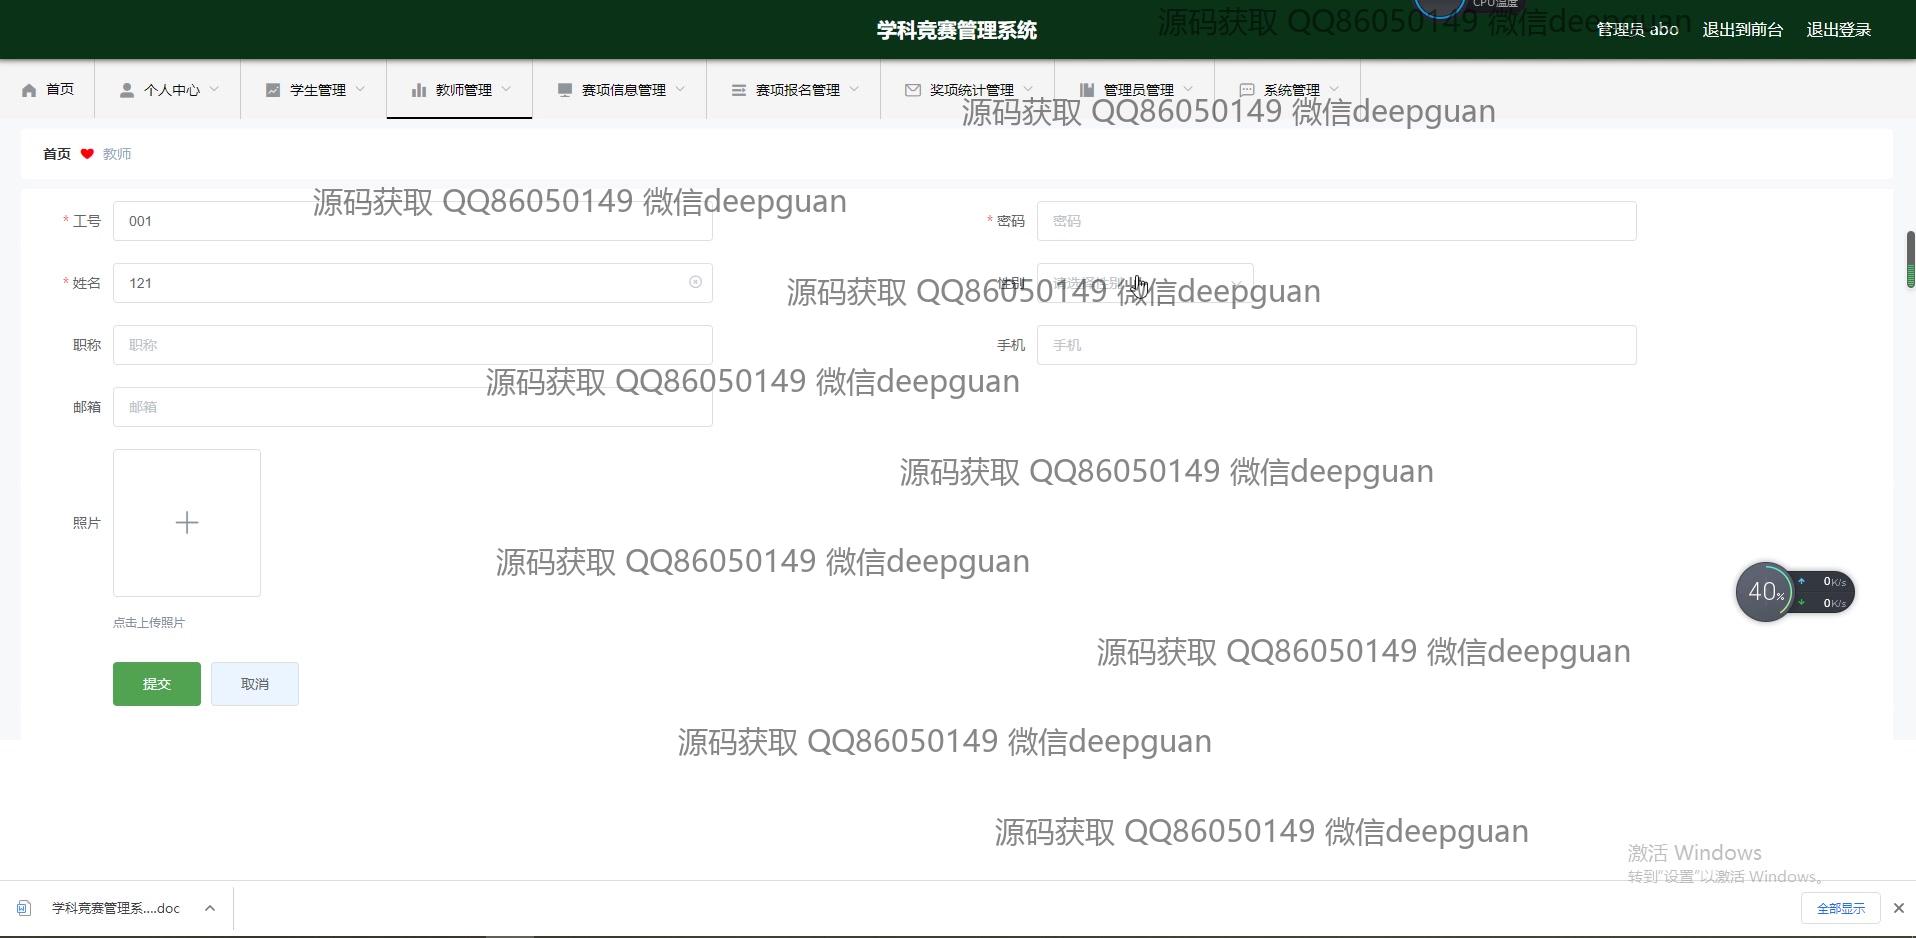 CPU温度
学科竞赛管理系统
源码获取 QQ86050149 微信deepguan
管理员 abo
退出到前台
退出登录
首页
个人中心
学生管理
教师管理
赛项信息管理
赛项报名管理
奖项统计管理
管理员管理
系统管理
源码获取 QQ86050149 微信deepguan
首页
教师
源码获取 QQ86050149 微信deepguan
* 工号
001
* 密码
密码
* 姓名
121
性别
请选择性别
源码获取 QQ86050149 微信deepguan
职称
职称
手机
手机
源码获取 QQ86050149 微信deepguan
邮箱
邮箱
源码获取 QQ86050149 微信deepguan
照片
源码获取 QQ86050149 微信deepguan
40%
0K/s
0K/s
点击上传照片
源码获取 QQ86050149 微信deepguan
提交
取消
源码获取 QQ86050149 微信deepguan
源码获取 QQ86050149 微信deepguan
激活 Windows
转到"设置"以激活 Windows。
学科竞赛管理系....doc
全部显示